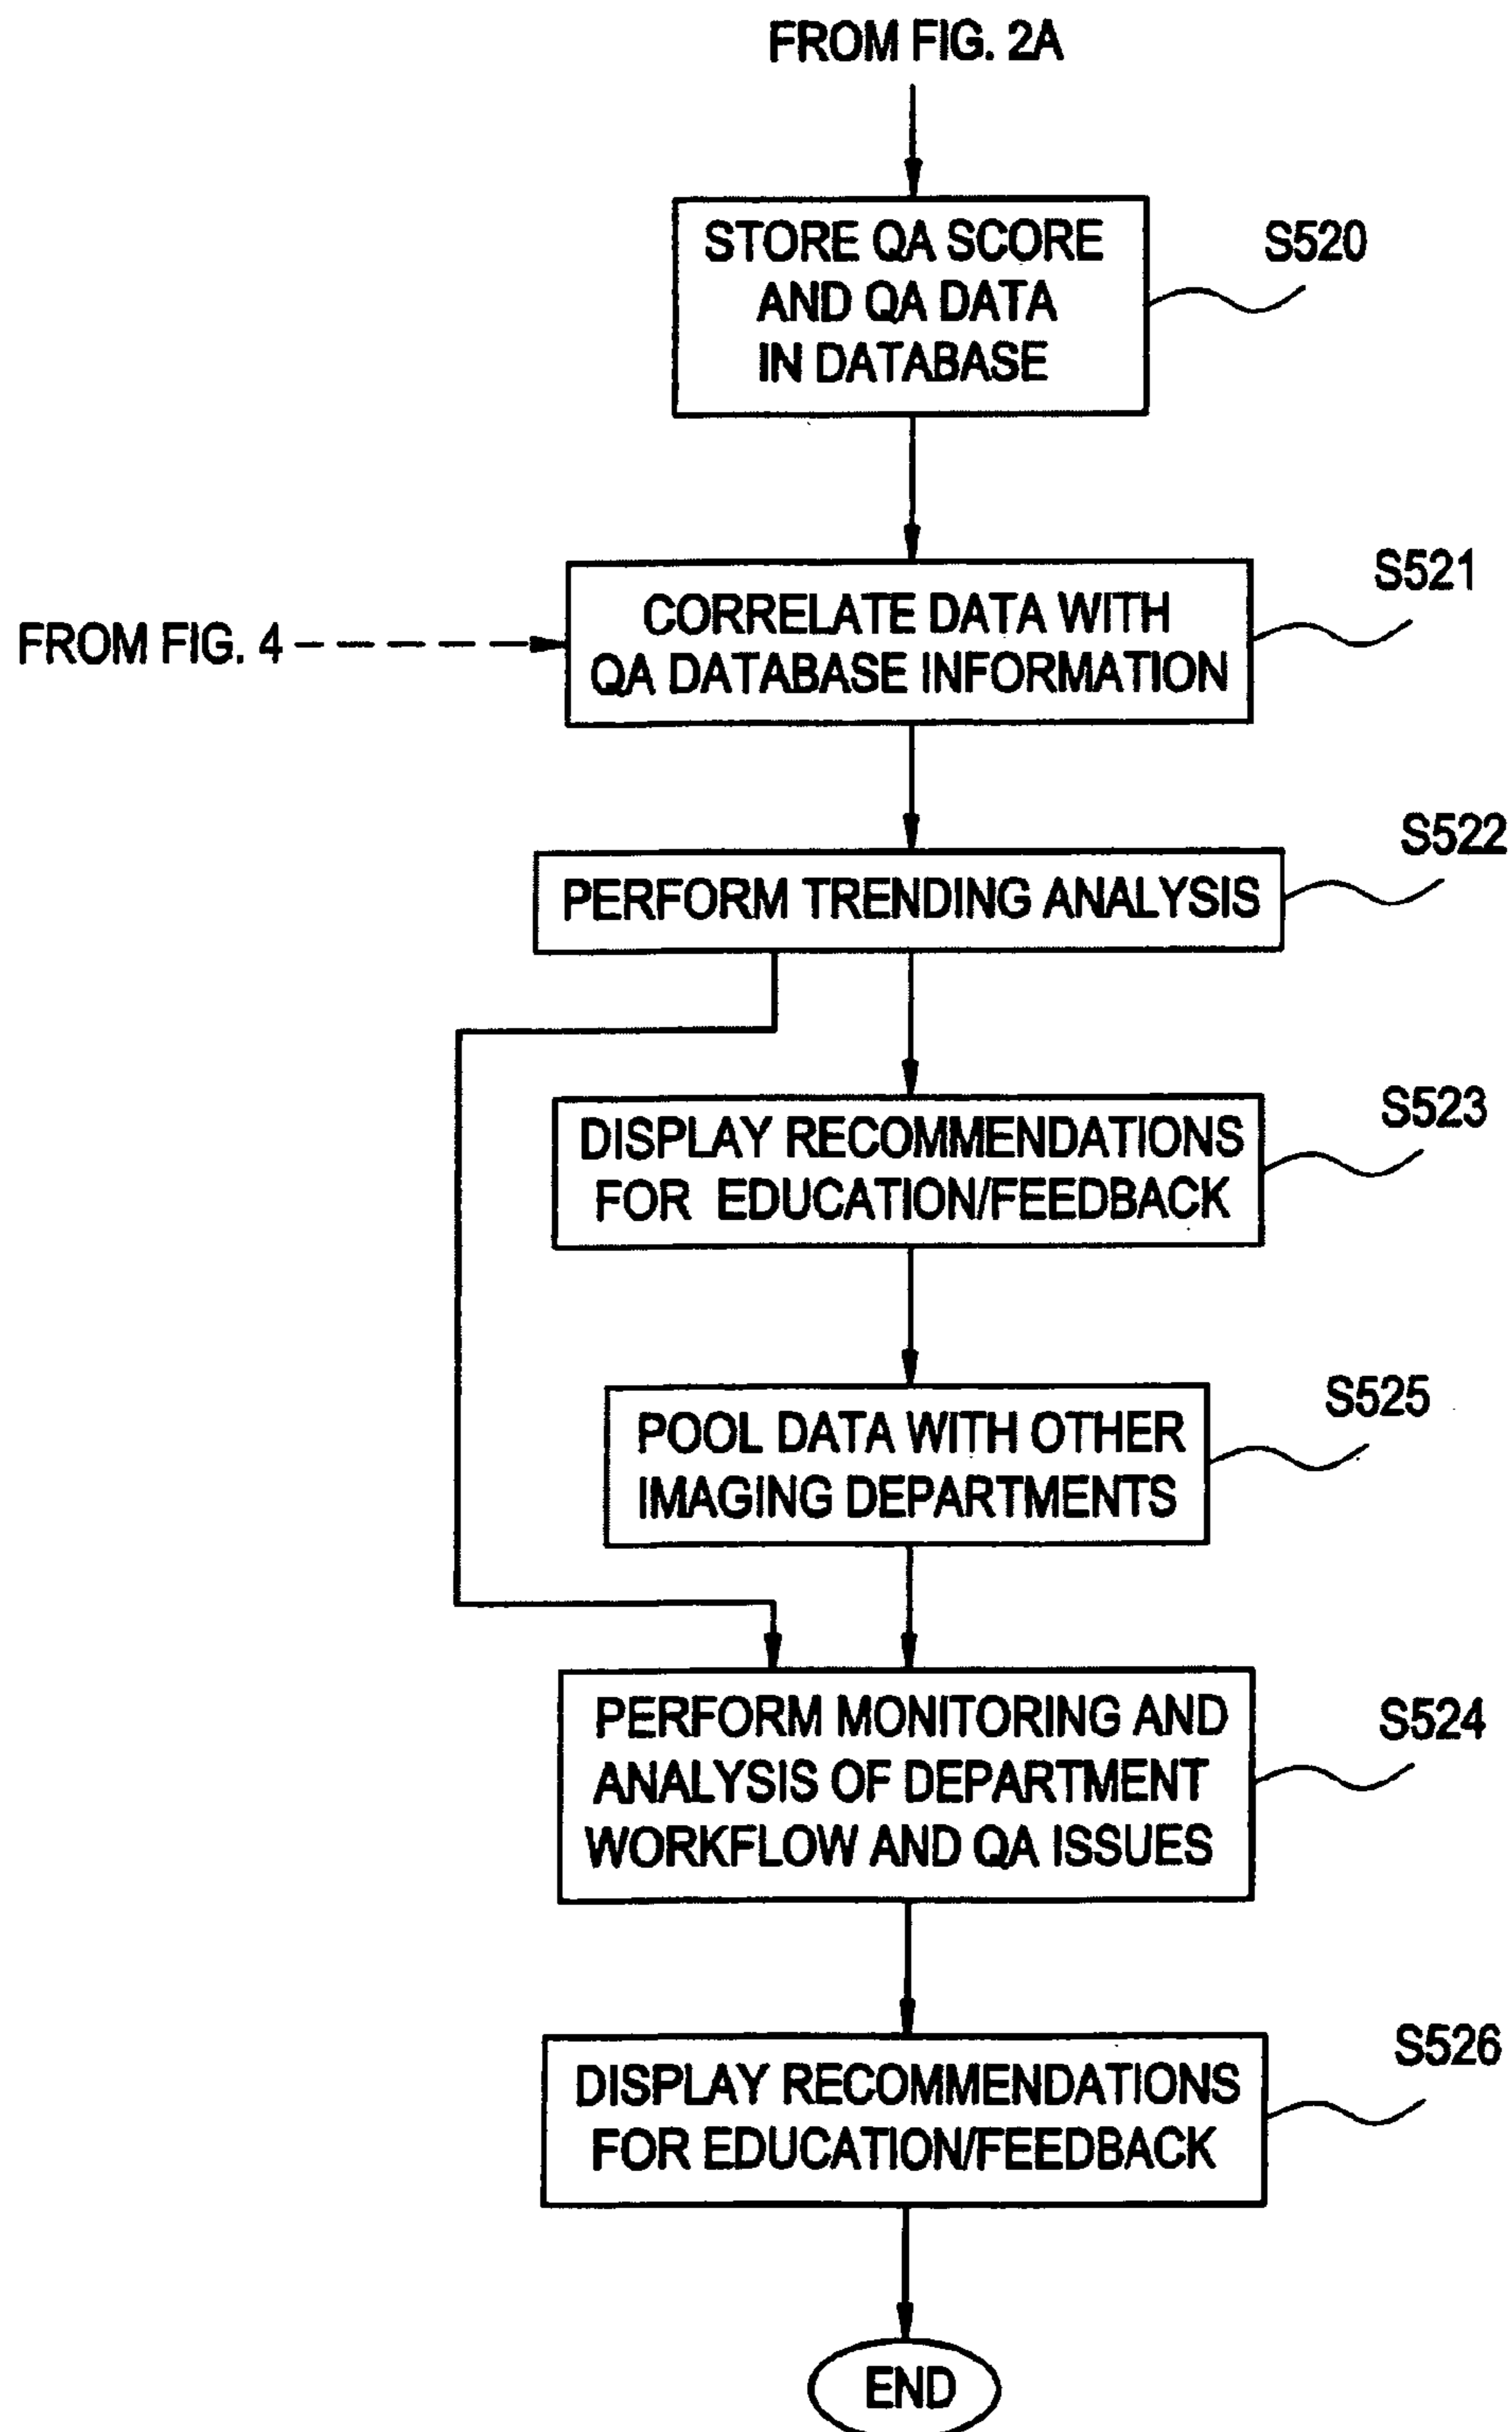 FROM FIG. 2A
STORE QA SCORE
AND QA DATA
IN DATABASE
S520
FROM FIG. 4
CORRELATE DATA WITH
QA DATABASE INFORMATION
S521
PERFORM TRENDING ANALYSIS
S522
DISPLAY RECOMMENDATIONS
FOR EDUCATION/FEEDBACK
S523
POOL DATA WITH OTHER
IMAGING DEPARTMENTS
S525
PERFORM MONITORING AND
ANALYSIS OF DEPARTMENT
WORKFLOW AND QA ISSUES
S524
DISPLAY RECOMMENDATIONS
FOR EDUCATION/FEEDBACK
S526
END